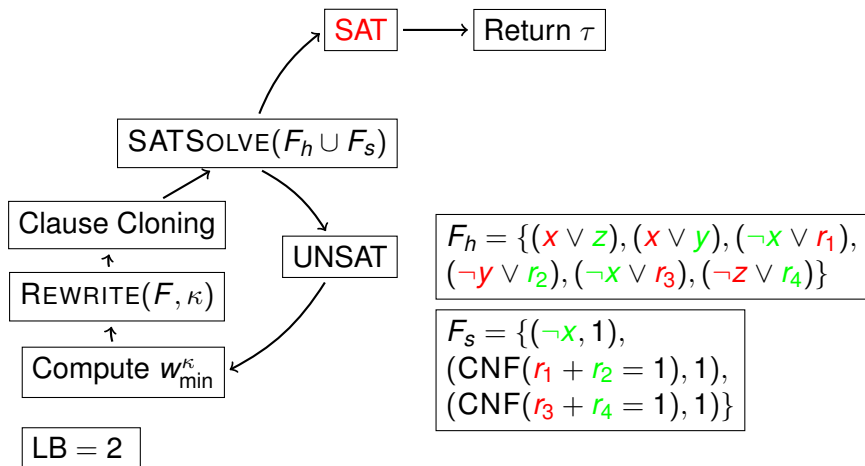 SAT
Return τ
SATSOLVE(F_h ∪ F_s)
Clause Cloning
UNSAT
REWRITE(F, κ)
Compute w_min^κ
LB = 2
F_h = {(x ∨ z), (x ∨ y), (¬x ∨ r_1),
(¬y ∨ r_2), (¬x ∨ r_3), (¬z ∨ r_4)}
F_s = {(¬x, 1),
(CNF(r_1 + r_2 = 1), 1),
(CNF(r_3 + r_4 = 1), 1)}